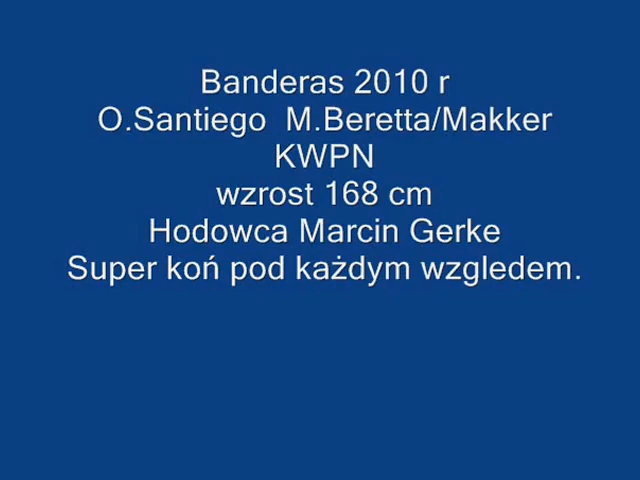 Banderas 2010 r
O.Santiego  M.Beretta/Makker
KWPN
wzrost 168 cm
Hodowca Marcin Gerke
Super koń pod każdym wzgledem.